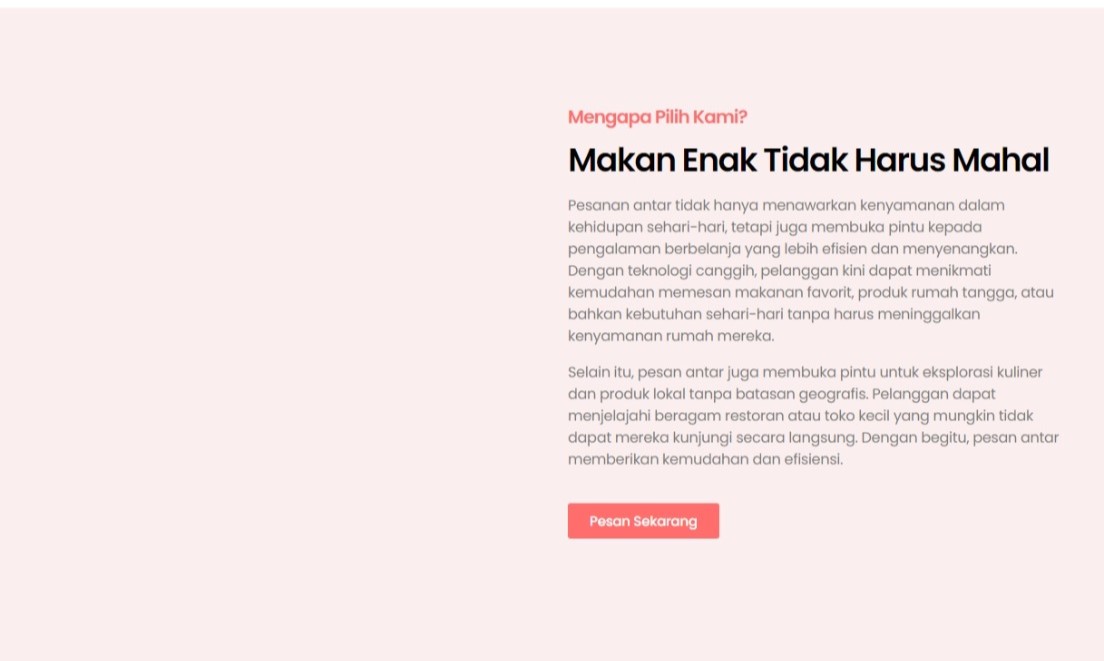 Mengapa Pilih Kami?
Makan Enak Tidak Harus Mahal
Pesanan antar tidak hanya menawarkan kenyamanan dalam
kehidupan sehari-hari, tetapi juga membuka pintu kepada
pengalaman berbelanja yang lebih efisien dan menyenangkan.
Dengan teknologi canggih, pelanggan kini dapat menikmati
kemudahan memesan makanan favorit, produk rumah tangga, atau
bahkan kebutuhan sehari-hari tanpa harus meninggalkan
kenyamanan rumah mereka.
Selain itu, pesan antar juga membuka pintu untuk eksplorasi kuliner
dan produk lokal tanpa batasan geografis. Pelanggan dapat
menjelajahi beragam restoran atau toko kecil yang mungkin tidak
dapat mereka kunjungi secara langsung. Dengan begitu, pesan antar
memberikan kemudahan dan efisiensi.
Pesan Sekarang